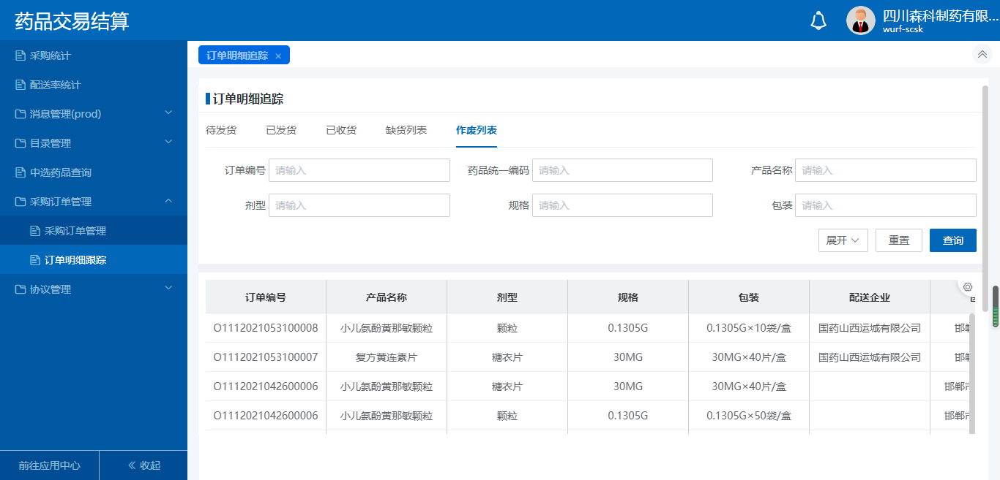 药品交易结算
四川森科制药有限...
wurf-scsk
采购统计
配送率统计
消息管理(prod)
目录管理
中选药品查询
采购订单管理
采购订单管理
订单明细跟踪
协议管理
前往应用中心
收起
订单明细追踪 ×
订单明细追踪
待发货 已发货 已收货 缺货列表 作废列表
订单编号 请输入 药品统一编码 请输入 产品名称 请输入
剂型 请输入 规格 请输入 包装 请输入
展开 重置 查询
订单编号 产品名称 剂型 规格 包装 配送企业
O1112021053100008 小儿氨酚黄那敏颗粒 颗粒 0.1305G 0.1305G×10袋/盒 国药山西运城有限公司 邯郸
O1112021053100007 复方黄连素片 糖衣片 30MG 30MG×40片/盒 国药山西运城有限公司 邯郸
O1112021042600006 小儿氨酚黄那敏颗粒 糖衣片 30MG 30MG×40片/盒 邯郸市
O1112021042600006 小儿氨酚黄那敏颗粒 颗粒 0.1305G 0.1305G×50袋/盒 邯郸市